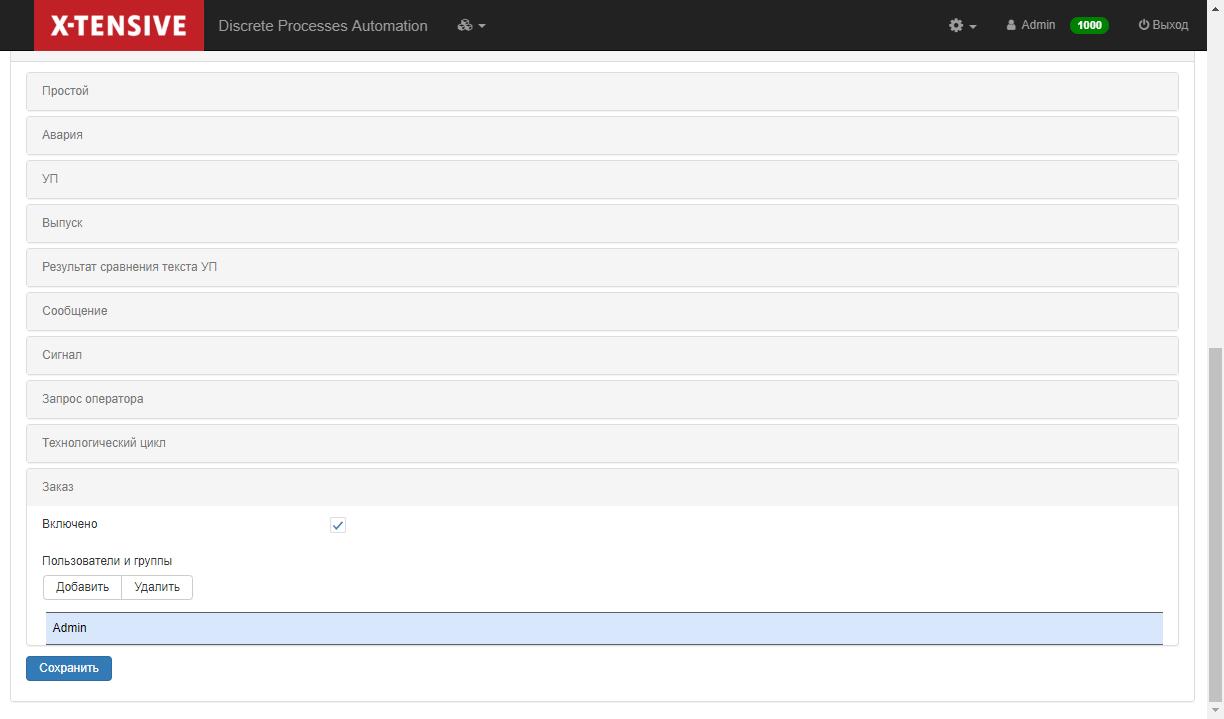 X-TENSIVE Discrete Processes Automation Admin 1000 Выход
Простой
Авария
УП
Выпуск
Результат сравнения текста УП
Сообщение
Сигнал
Запрос оператора
Технологический цикл
Заказ
Включено
Пользователи и группы
Добавить Удалить
Admin
Сохранить